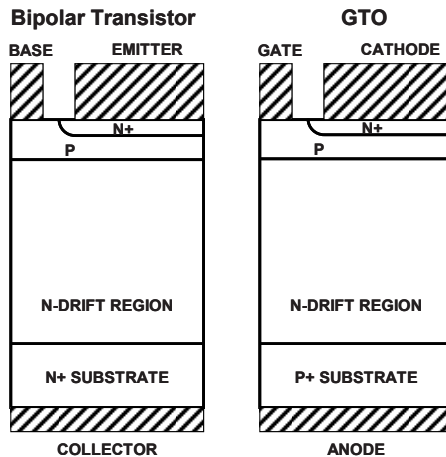 Bipolar Transistor
BASE EMITTER
N+
P
N-DRIFT REGION
N+ SUBSTRATE
COLLECTOR
GTO
GATE CATHODE
N+
P
N-DRIFT REGION
P+ SUBSTRATE
ANODE